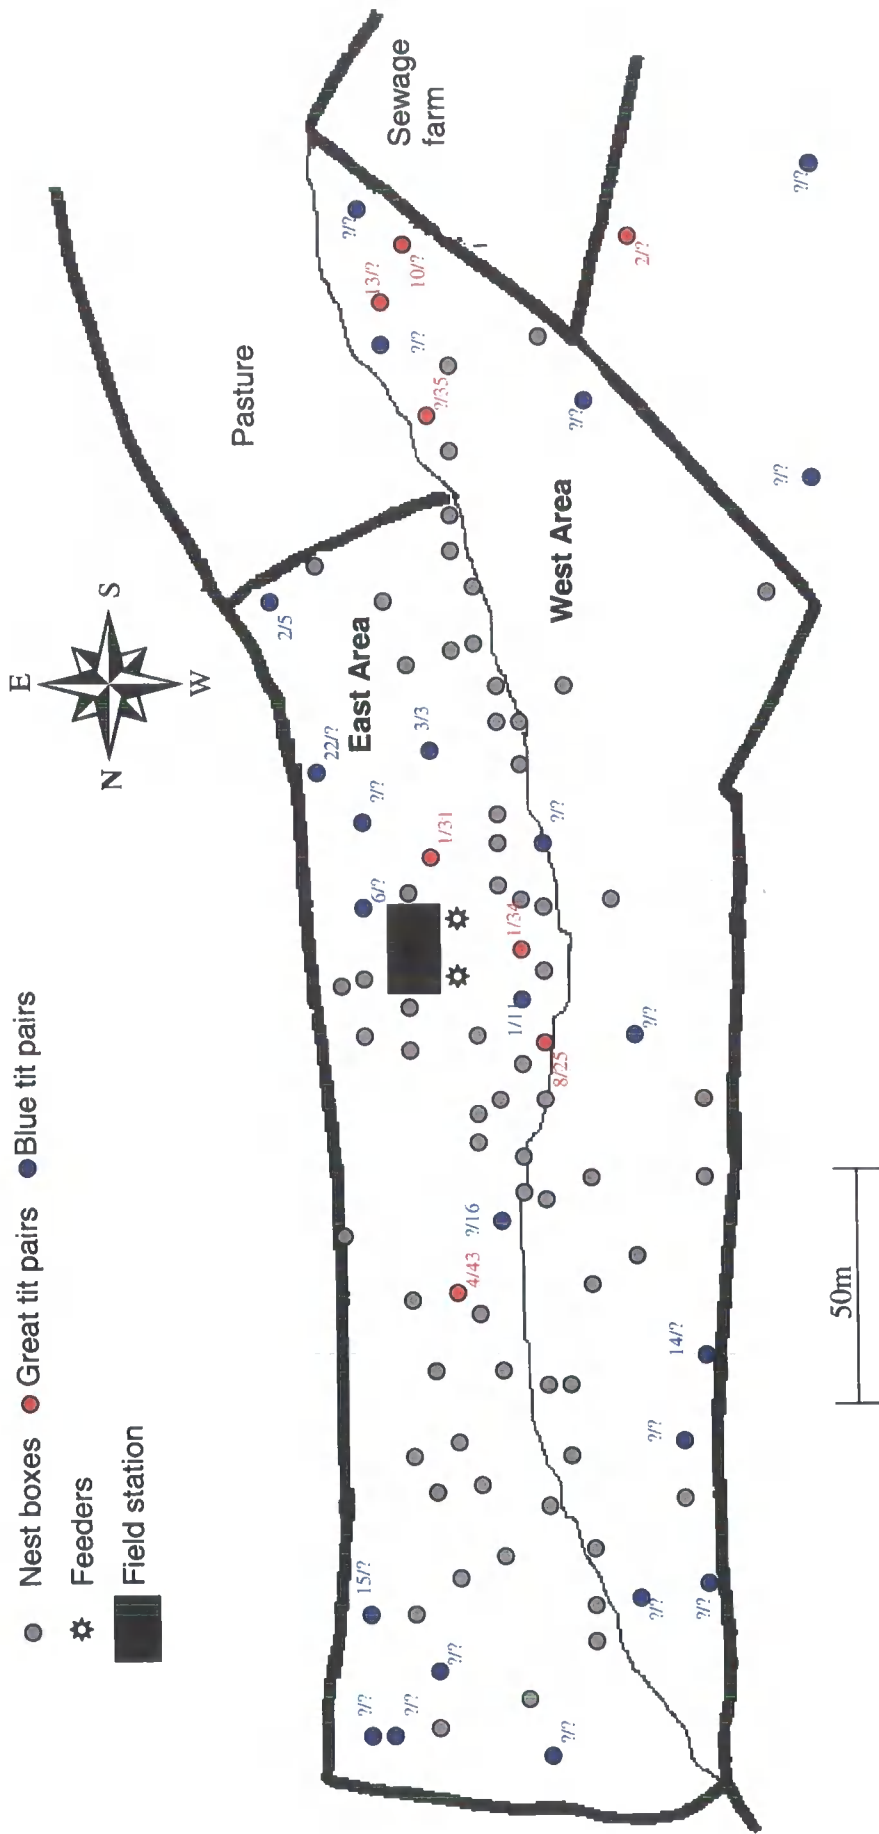 Nest boxes
Great tit pairs
Blue tit pairs
Feeders
Field station
N
E
S
W
Pasture
Sewage
farm
East Area
West Area
50m
?/?
13/?
10/?
?/?
?/35
2/?
?/?
?/?
?/?
2/5
22/?
3/3
?/?
1/31
6/?
?/?
1/34
1/11
8/25
?/?
?/16
4/43
14/?
?/?
15/?
?/?
?/?
?/?
?/?
?/?
?/?